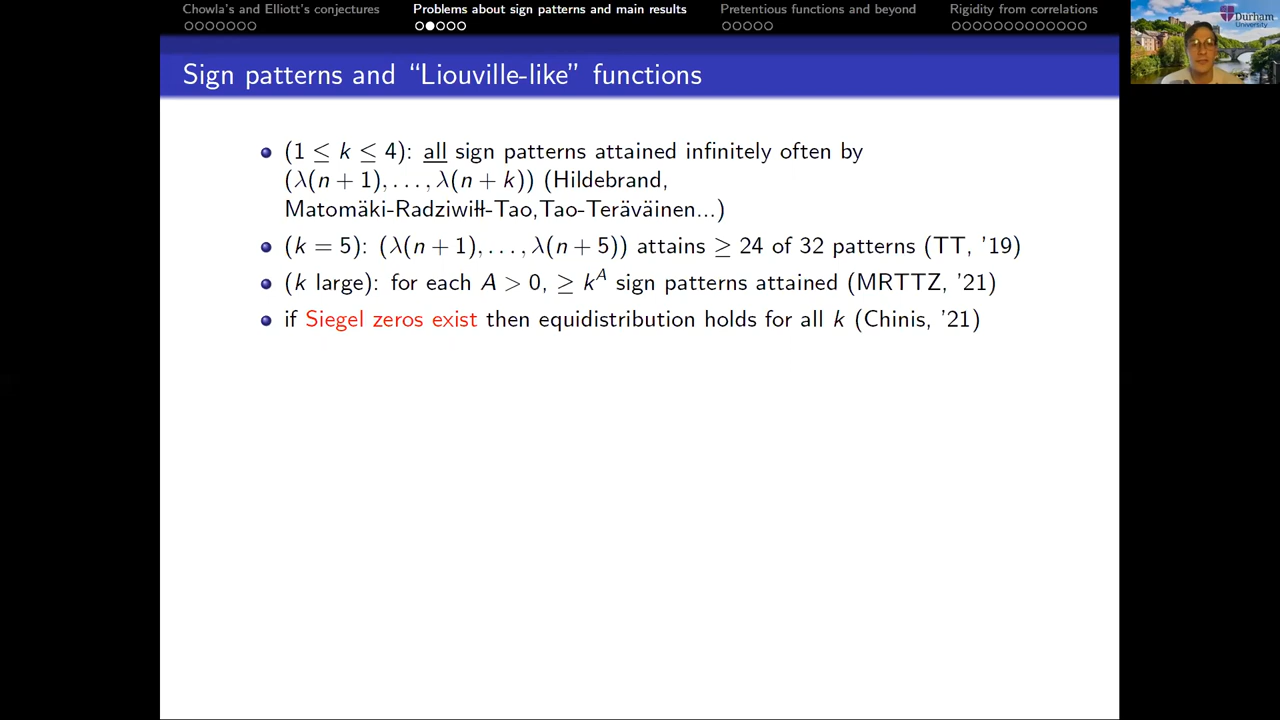 Chowla's and Elliott's conjectures
Problems about sign patterns and main results
Pretentious functions and beyond
Rigidity from correlations
Durham
University
Sign patterns and “Liouville-like” functions
(1 ≤ k ≤ 4): all sign patterns attained infinitely often by
(λ(n + 1), . . . , λ(n + k)) (Hildebrand,
Matomäki-Radziwiłł-Tao,Tao-Teräväinen...)
(k = 5): (λ(n + 1), . . . , λ(n + 5)) attains ≥ 24 of 32 patterns (TT, '19)
(k large): for each A > 0, ≥ k^A sign patterns attained (MRTTZ, '21)
if Siegel zeros exist then equidistribution holds for all k (Chinis, '21)